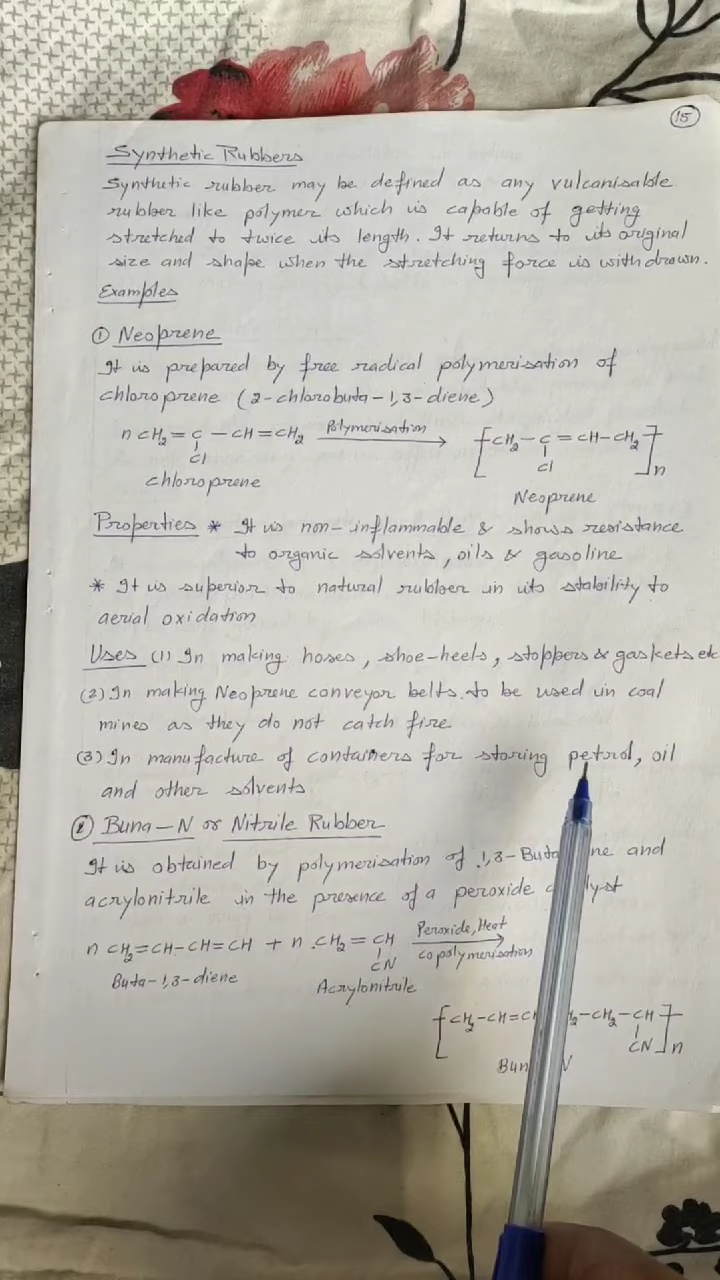 15
Synthetic Rubbers
Synthetic rubber may be defined as any vulcanisable
rubber like polymer which is capable of getting
stretched to twice its length. It returns to its original
size and shape when the stretching force is withdrawn.
Examples
① Neoprene
It is prepared by free radical polymerisation of
chloroprene (2-chlorobuta-1,3-diene)
n CH₂=C-CH=CH₂ Polymerisation → [CH₂-C=CH-CH₂]n
Cl Cl
Chloroprene Neoprene
Properties * It is non-inflammable & shows resistance
to organic solvents, oils & gasoline
* It is superior to natural rubber in its stability to
aerial oxidation
Uses (1) In making hoses, shoe-heels, stoppers & gaskets etc
(2) In making Neoprene conveyor belts to be used in coal
mines as they do not catch fire
(3) In manufacture of containers for storing petrol, oil
and other solvents
② Buna-N or Nitrile Rubber
It is obtained by polymerisation of 1,3-Buta ne and
acrylonitrile in the presence of a peroxide lyst
n CH₂=CH-CH=CH + n CH₂=CH Peroxide, Heat →
CN copolymerisation
Buta-1,3-diene Acrylonitrile
[CH₂-CH=C -CH₂-CH]n
CN
Bun N